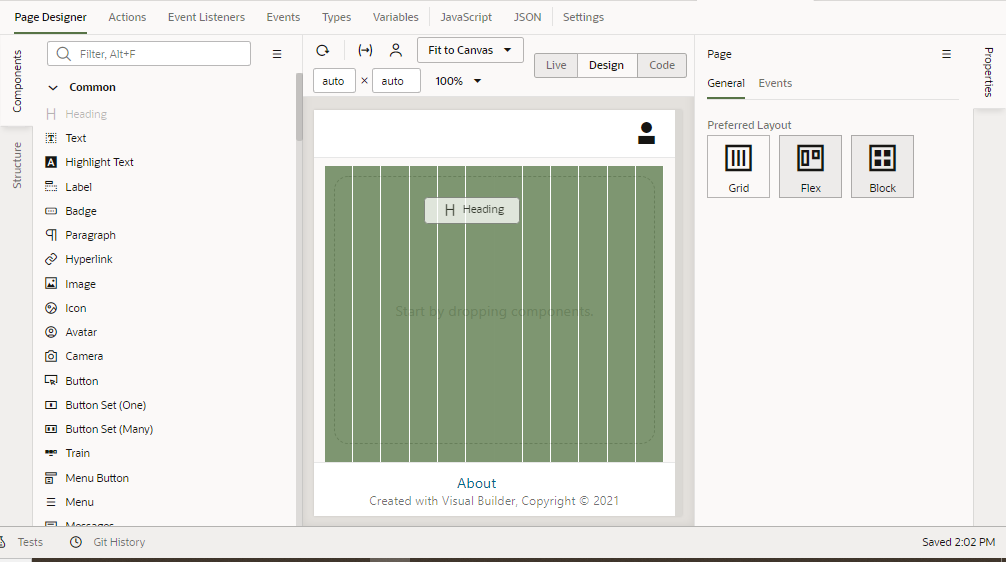 Page Designer Actions Event Listeners Events Types Variables JavaScript JSON Settings
Components
Structure
Filter, Alt+F
Common
Heading
Text
Highlight Text
Label
Badge
Paragraph
Hyperlink
Image
Icon
Avatar
Camera
Button
Button Set (One)
Button Set (Many)
Train
Menu Button
Menu
Messages
Fit to Canvas
Live Design Code
auto × auto 100%
Heading
Start by dropping components.
About
Created with Visual Builder, Copyright © 2021
Page
General Events
Preferred Layout
Grid Flex Block
Properties
Tests Git History Saved 2:02 PM